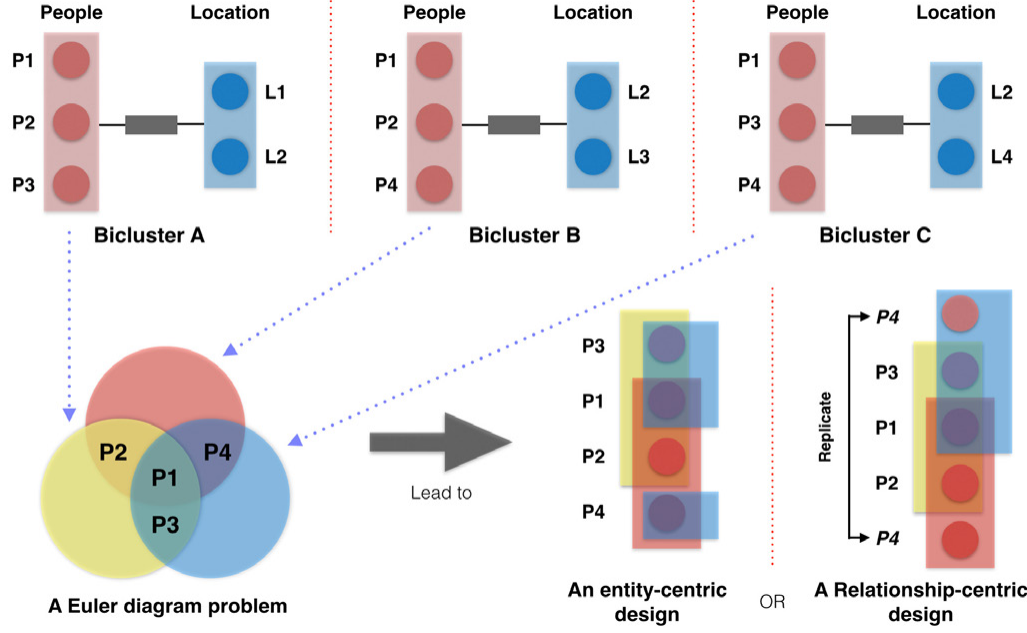 People Location People Location People Location
P1 P1 P1
L1 L2 L2
P2 P2 P3
L2 L3 L4
P3 P4 P4
Bicluster A Bicluster B Bicluster C
P4
P3 P3
P1 P1
P2 P4 P2 P2
P1
P3 P4 P4
Replicate
Lead to
A Euler diagram problem
An entity-centric
design
OR
A Relationship-centric
design